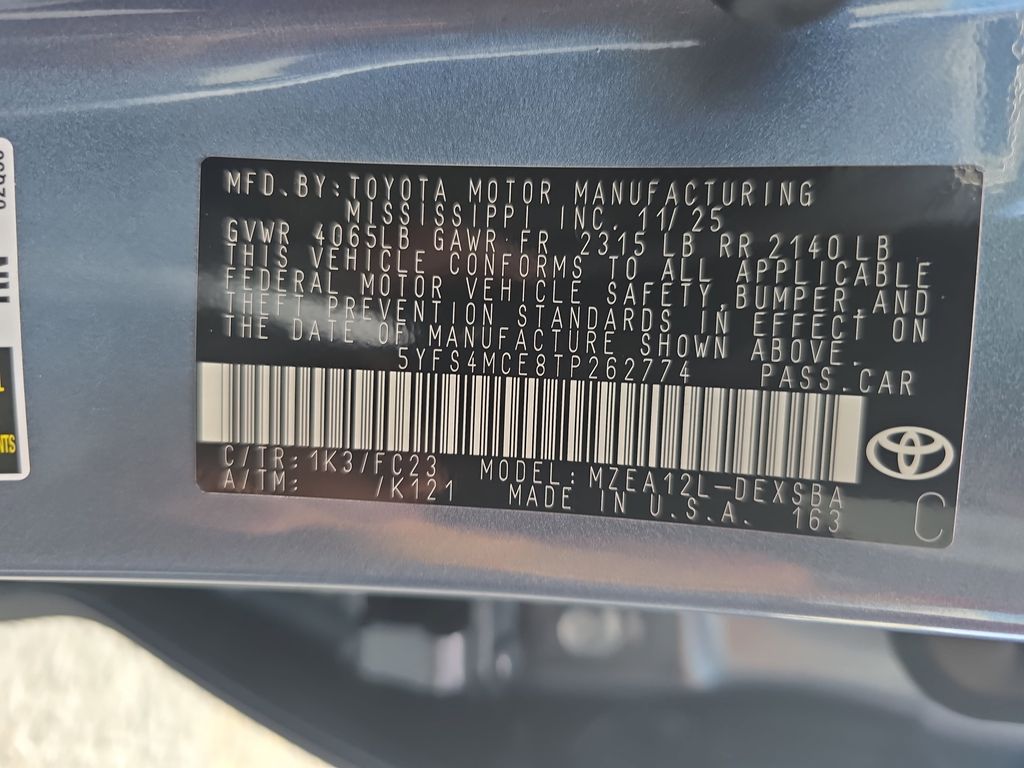 MFD.BY:TOYOTA MOTOR MANUFACTURING
MISSISSIPPI INC. 11/25
GVWR 4065LB GAWR FR 2315 LB RR 2140 LB
THIS VEHICLE CONFORMS TO ALL APPLICABLE
FEDERAL MOTOR VEHICLE SAFETY,BUMPER,AND
THEFT PREVENTION STANDARDS IN EFFECT ON
THE DATE OF MANUFACTURE SHOWN ABOVE.
5YFS4MCE8TP262774 PASS.CAR
C/TR: 1K3/FC23 MODEL: MZEA12L-DEXSBA
A/TM: /K121 MADE IN U.S.A. 163
C